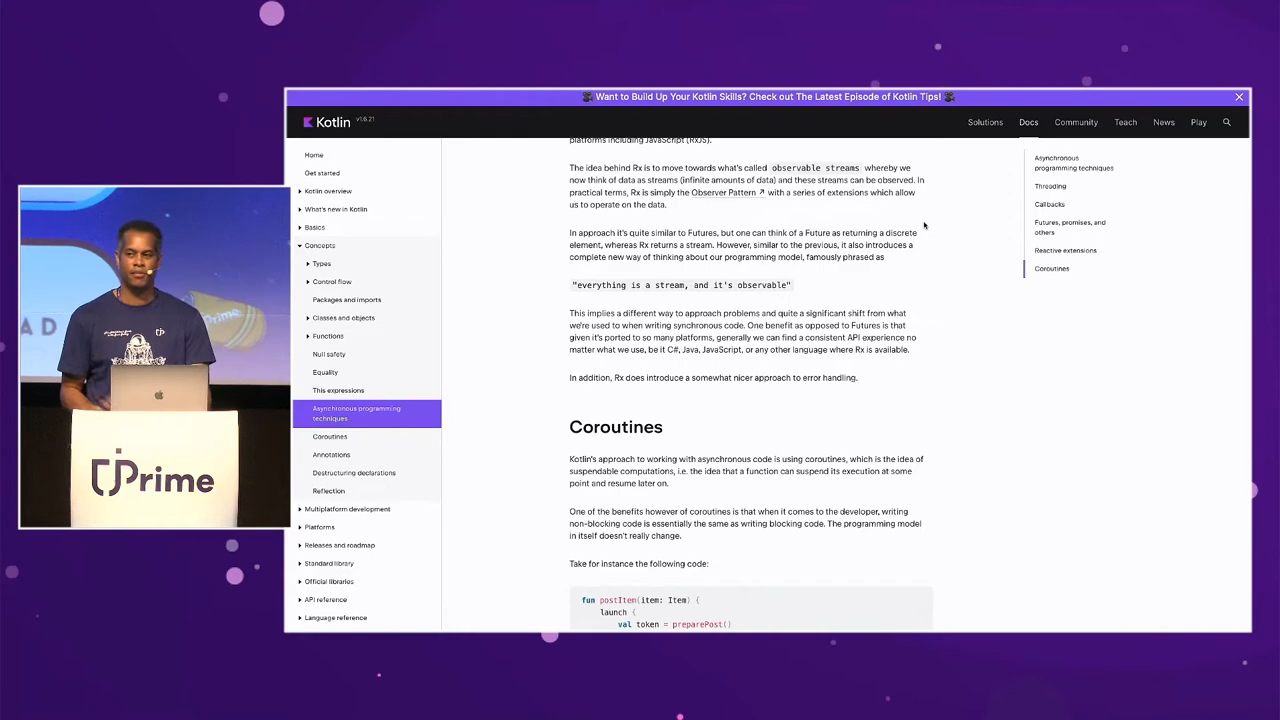 🎥 Want to Build Up Your Kotlin Skills? Check out The Latest Episode of Kotlin Tips! 🎥
Kotlin v1.6.21
Solutions
Docs
Community
Teach
News
Play
Home
Get started
Kotlin overview
What's new in Kotlin
Basics
Concepts
Types
Control flow
Packages and imports
Classes and objects
Functions
Null safety
Equality
This expressions
Asynchronous programming
techniques
Coroutines
Annotations
Destructuring declarations
Reflection
Multiplatform development
Platforms
Releases and roadmap
Standard library
Official libraries
API reference
Language reference
platforms including JavaScript (RxJS).
The idea behind Rx is to move towards what's called observable streams whereby we
now think of data as streams (infinite amounts of data) and these streams can be observed. In
practical terms, Rx is simply the Observer Pattern ↗ with a series of extensions which allow
us to operate on the data.
In approach it's quite similar to Futures, but one can think of a Future as returning a discrete
element, whereas Rx returns a stream. However, similar to the previous, it also introduces a
complete new way of thinking about our programming model, famously phrased as
"everything is a stream, and it's observable"
This implies a different way to approach problems and quite a significant shift from what
we're used to when writing synchronous code. One benefit as opposed to Futures is that
given it's ported to so many platforms, generally we can find a consistent API experience no
matter what we use, be it C#, Java, JavaScript, or any other language where Rx is available.
In addition, Rx does introduce a somewhat nicer approach to error handling.
Coroutines
Kotlin's approach to working with asynchronous code is using coroutines, which is the idea of
suspendable computations, i.e. the idea that a function can suspend its execution at some
point and resume later on.
One of the benefits however of coroutines is that when it comes to the developer, writing
non-blocking code is essentially the same as writing blocking code. The programming model
in itself doesn't really change.
Take for instance the following code:
fun postItem(item: Item) {
launch {
val token = preparePost()
Asynchronous
programming techniques
Threading
Callbacks
Futures, promises, and
others
Reactive extensions
Coroutines
AD
jPrime